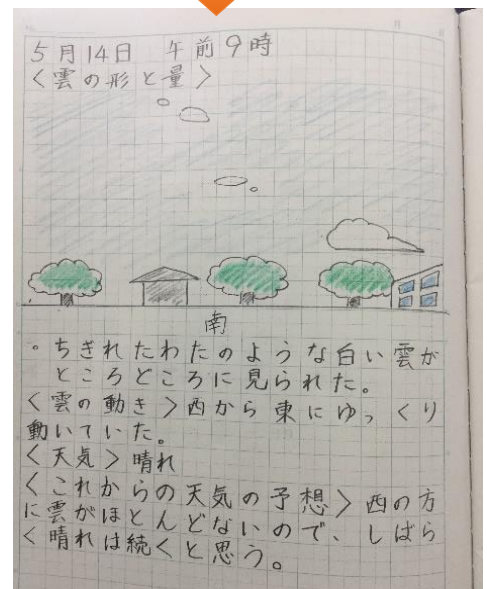 5月14日 午前9時
<雲の形と量>
南
。ちぎれたわたのような白い雲が
ところどころに見られた。
<雲の動き>西から東にゆっくり
動いていた。
<天気>晴れ
<これからの天気の予想>西の方
に雲がほとんどないので、しばら
く晴れは続くと思う。